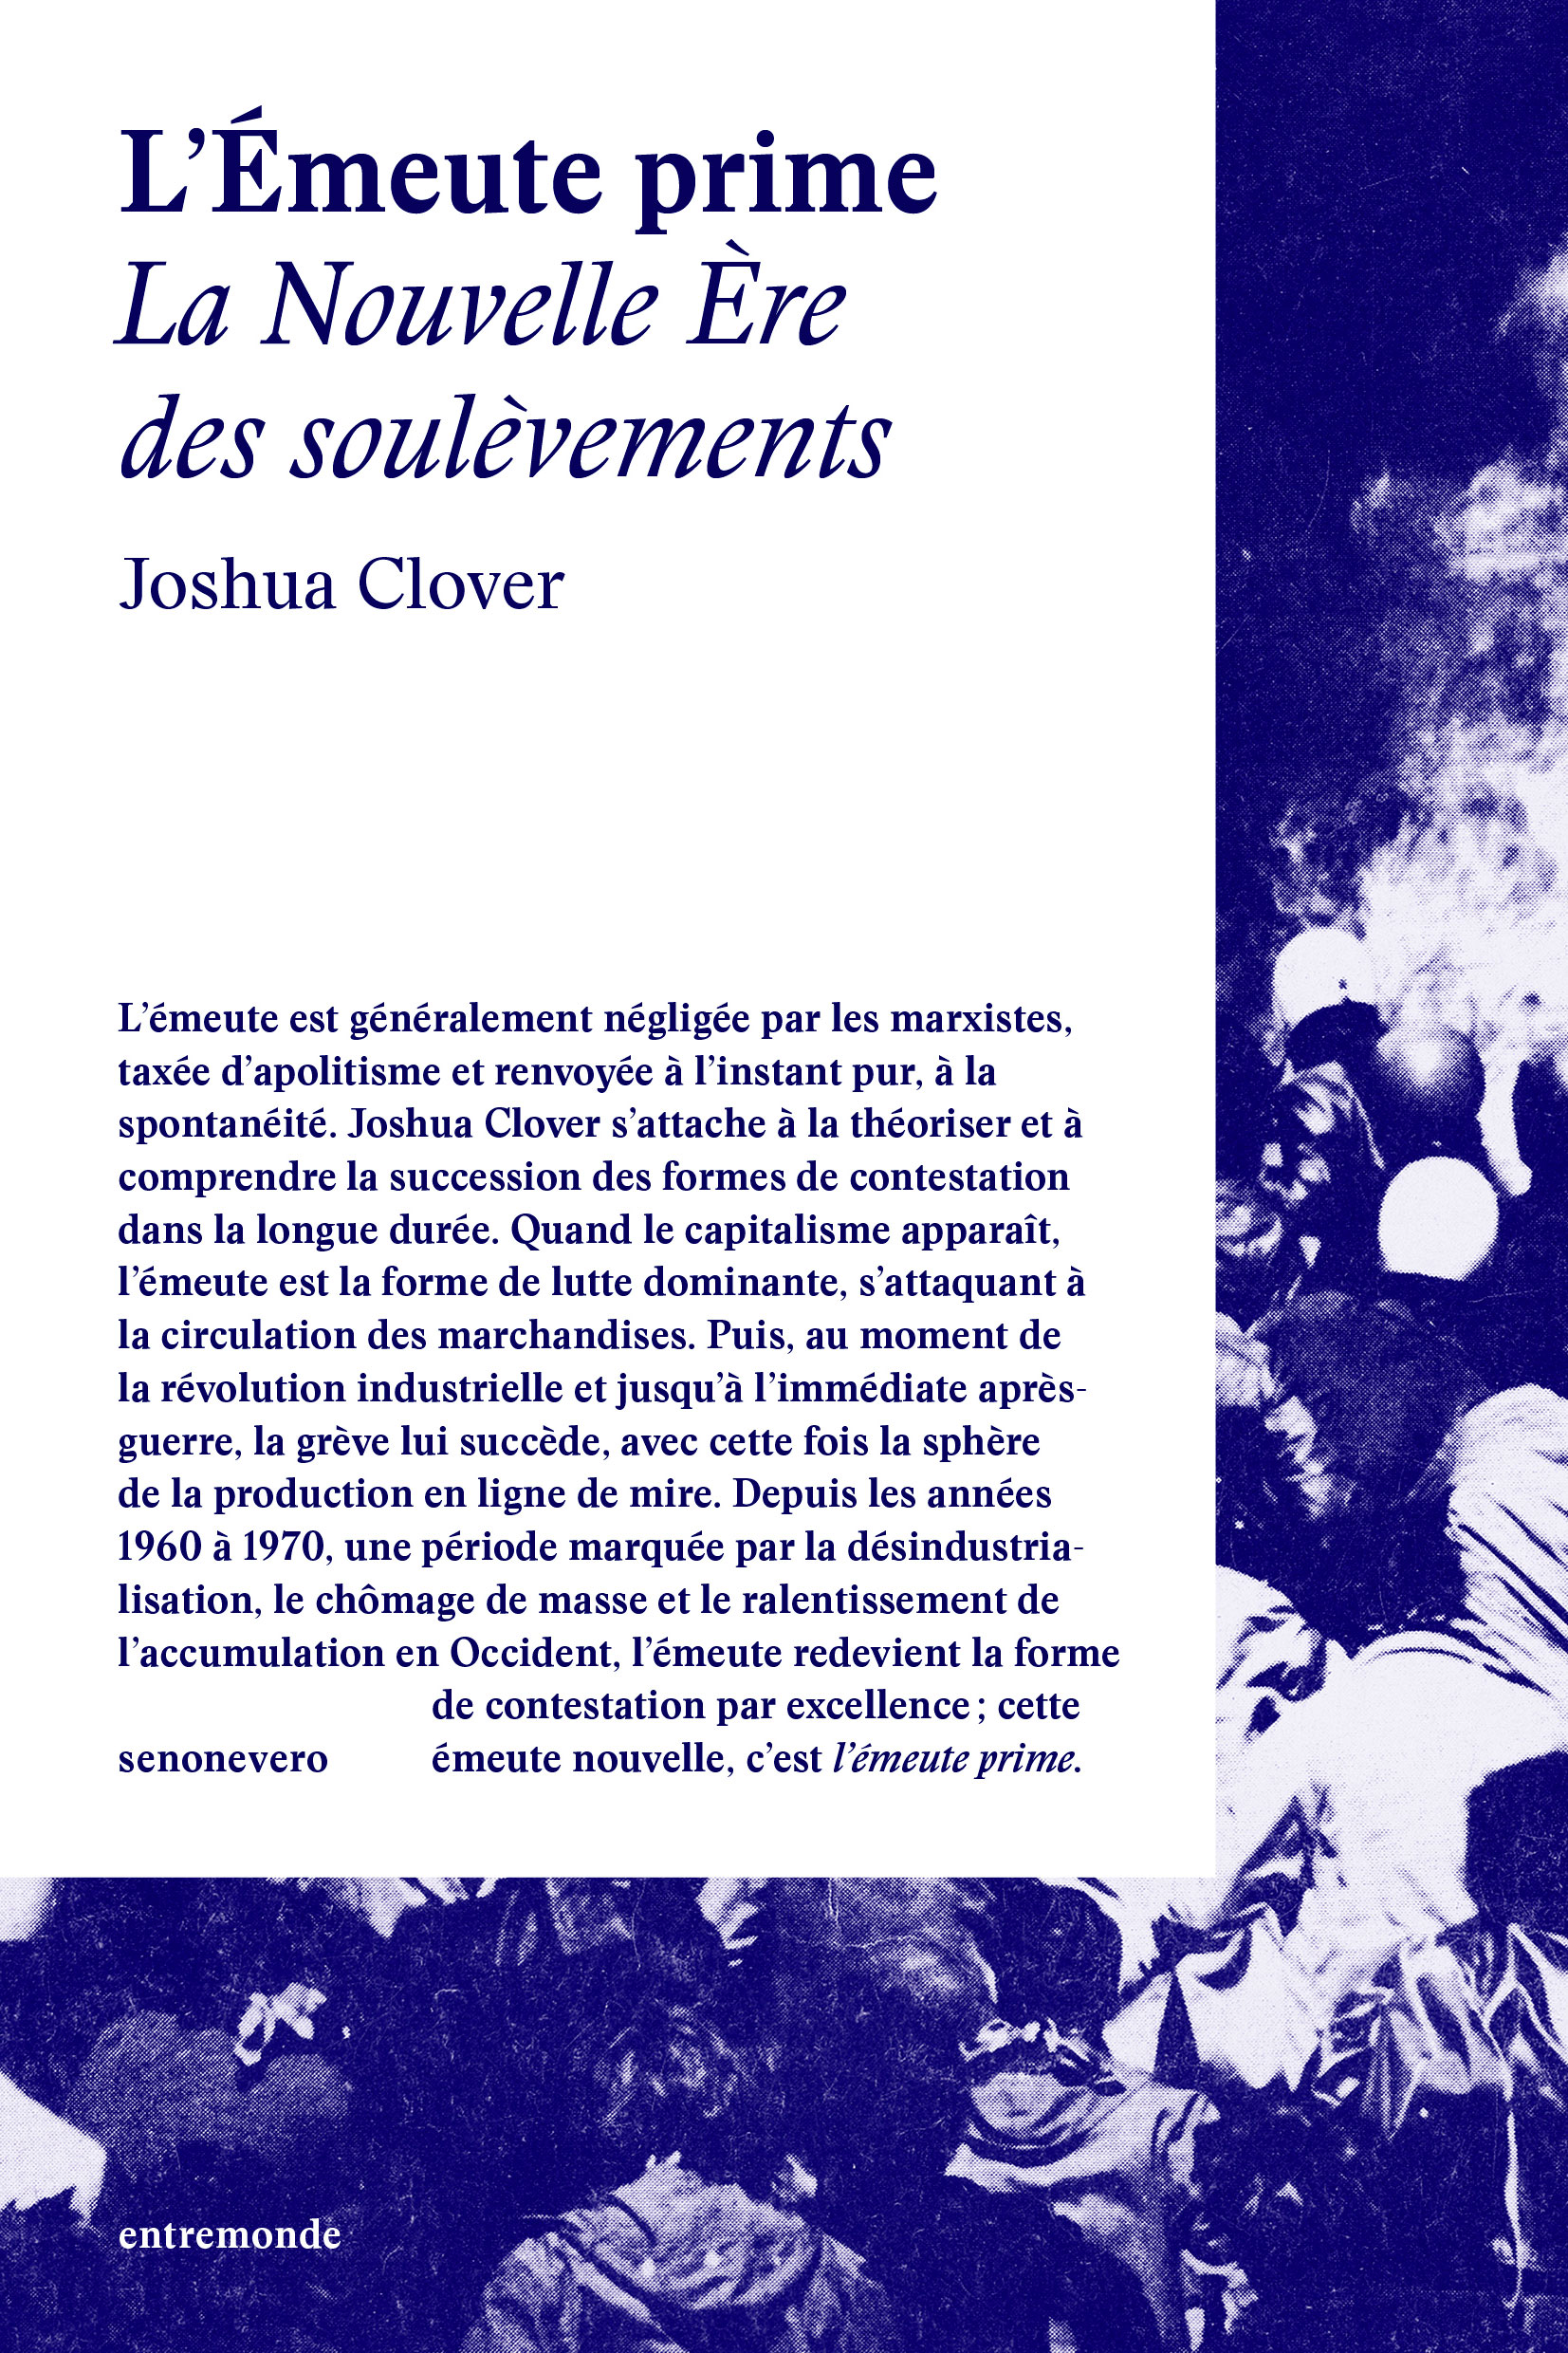 L’Émeute prime
La Nouvelle Ère
des soulèvements
Joshua Clover
L’émeute est généralement négligée par les marxistes,
taxée d’apolitisme et renvoyée à l’instant pur, à la
spontanéité. Joshua Clover s’attache à la théoriser et à
comprendre la succession des formes de contestation
dans la longue durée. Quand le capitalisme apparaît,
l’émeute est la forme de lutte dominante, s’attaquant à
la circulation des marchandises. Puis, au moment de
la révolution industrielle et jusqu’à l’immédiate après-
guerre, la grève lui succède, avec cette fois la sphère
de la production en ligne de mire. Depuis les années
1960 à 1970, une période marquée par la désindustria-
lisation, le chômage de masse et le ralentissement de
l’accumulation en Occident, l’émeute redevient la forme
de contestation par excellence ; cette
émeute nouvelle, c’est l’émeute prime.
senonevero
entremonde